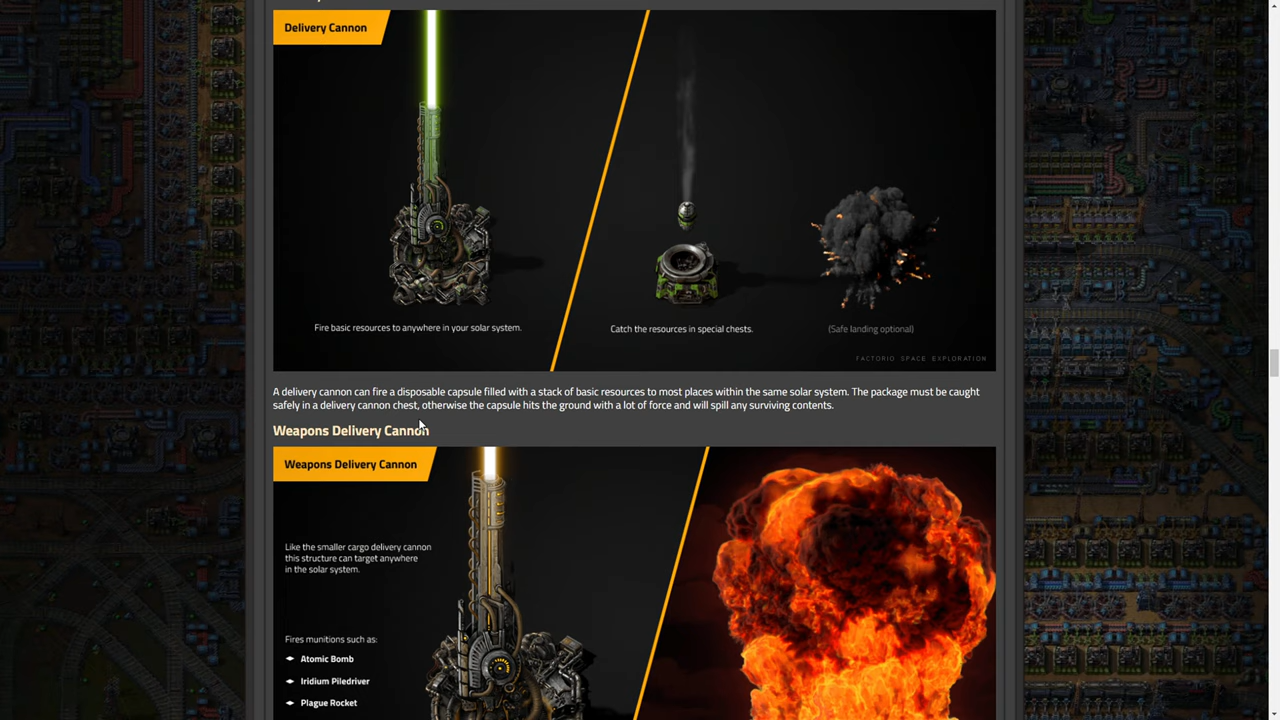 Delivery Cannon
Fire basic resources to anywhere in your solar system.
Catch the resources in special chests.
(Safe landing optional)
FACTORIO SPACE EXPLORATION
A delivery cannon can fire a disposable capsule filled with a stack of basic resources to most places within the same solar system. The package must be caught
safely in a delivery cannon chest, otherwise the capsule hits the ground with a lot of force and will spill any surviving contents.
Weapons Delivery Cannon
Weapons Delivery Cannon
Like the smaller cargo delivery cannon
this structure can target anywhere
in the solar system.
Fires munitions such as:
Atomic Bomb
Iridium Piledriver
Plague Rocket